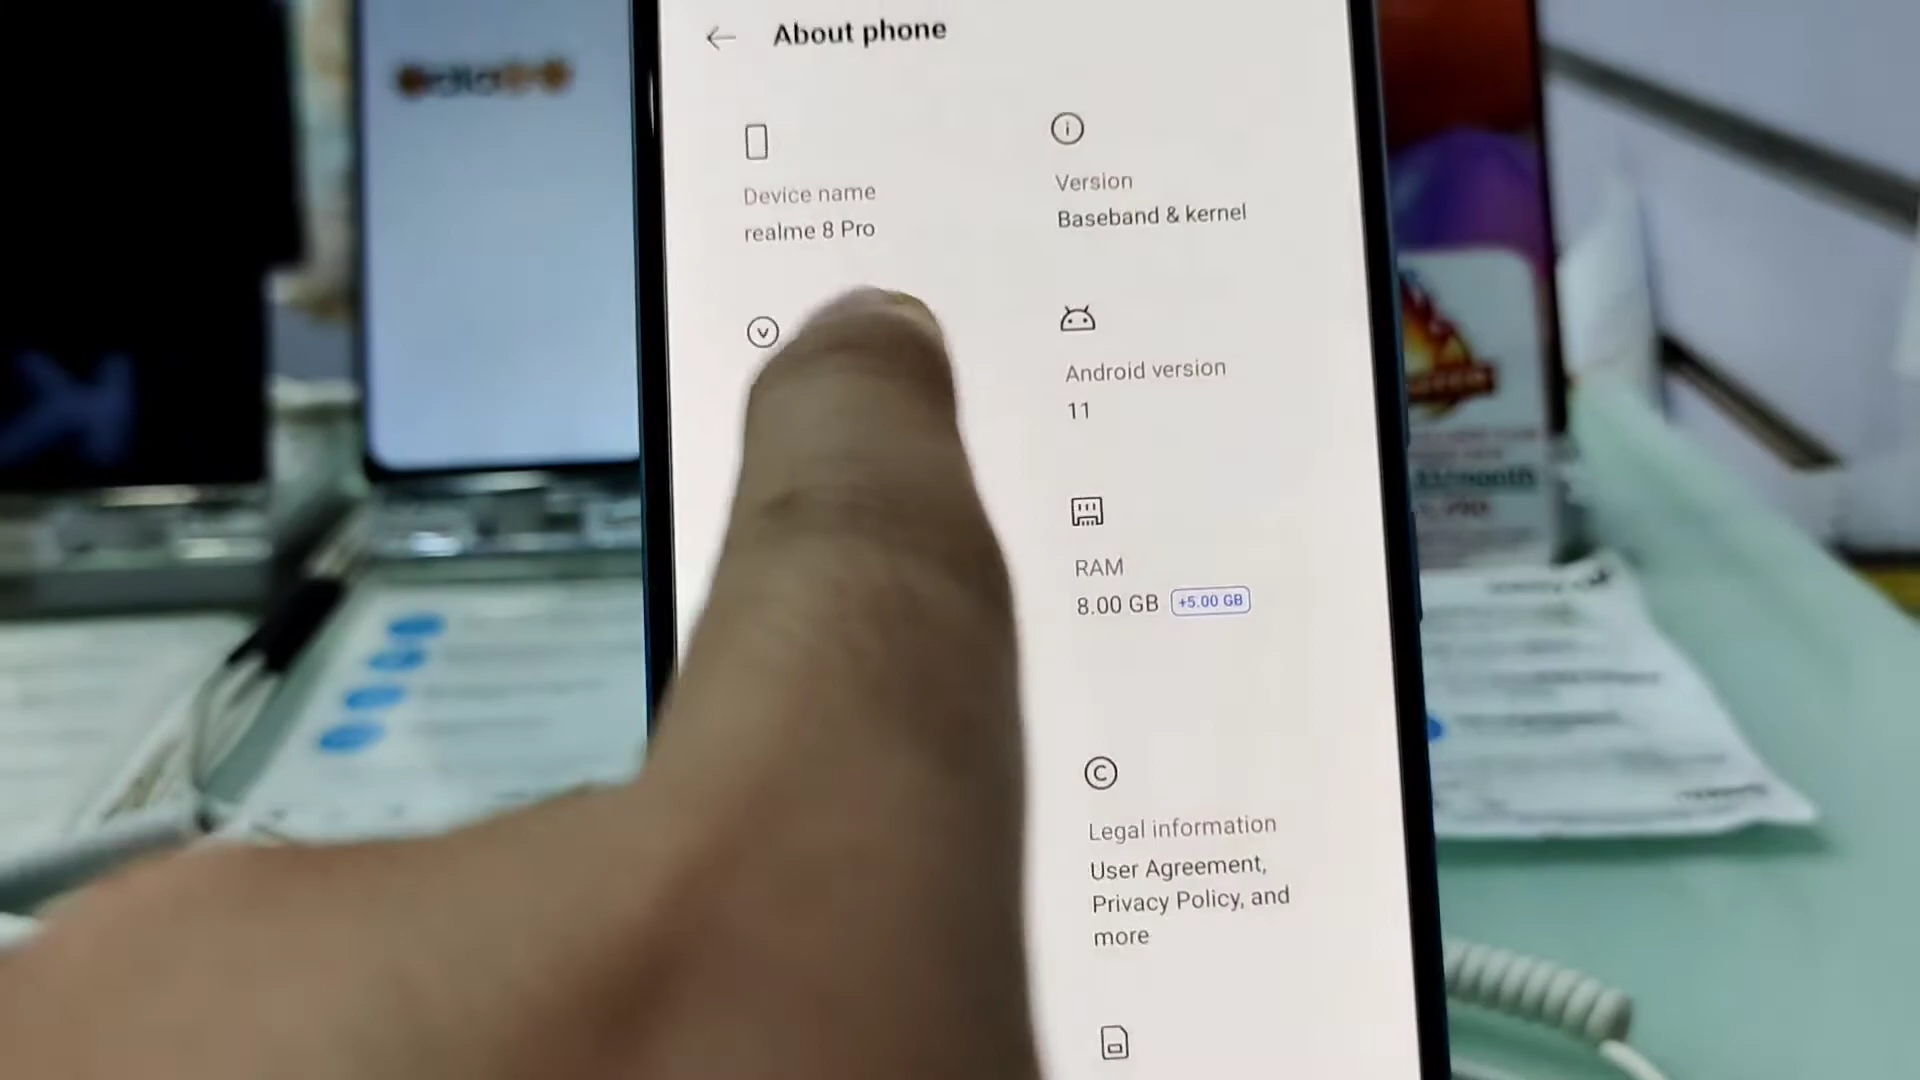 About phone
Device name
realme 8 Pro
Version
Baseband & kernel
Android version
11
RAM
8.00 GB +5.00 GB
Legal information
User Agreement,
Privacy Policy, and
more